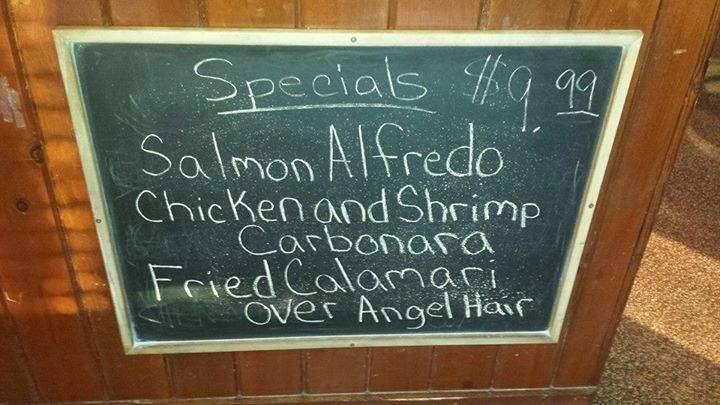 Specials $9.99
Salmon Alfredo
Chicken and Shrimp
Carbonara
Fried Calamari
over Angel Hair